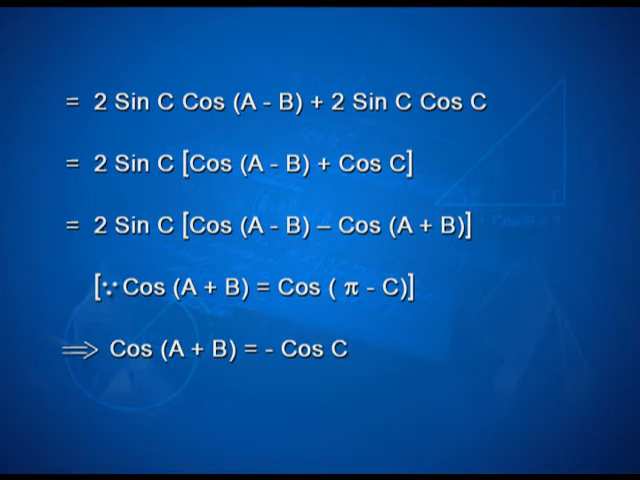 = 2 Sin C Cos (A - B) + 2 Sin C Cos C
= 2 Sin C [Cos (A - B) + Cos C]
= 2 Sin C [Cos (A - B) – Cos (A + B)]
[∵ Cos (A + B) = Cos ( π - C)]
⟹ Cos (A + B) = - Cos C